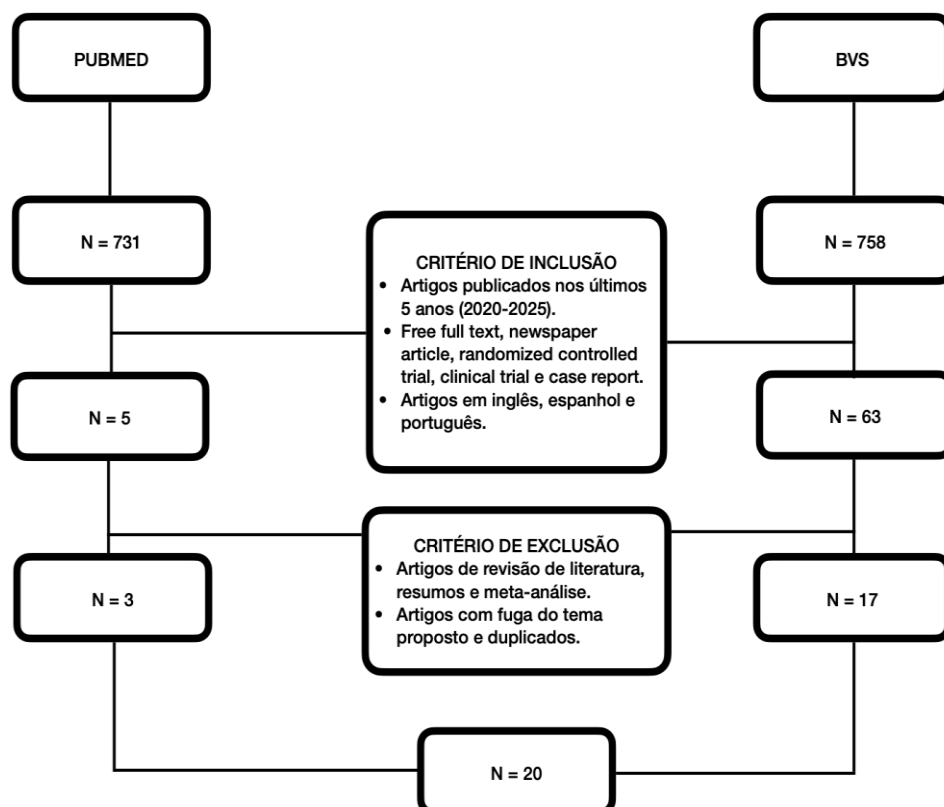 PUBMED
BVS
N = 731
N = 758
CRITÉRIO DE INCLUSÃO
• Artigos publicados nos últimos
5 anos (2020-2025).
• Free full text, newspaper
article, randomized controlled
trial, clinical trial e case report.
• Artigos em inglês, espanhol e
português.
N = 5
N = 63
CRITÉRIO DE EXCLUSÃO
• Artigos de revisão de literatura,
resumos e meta-análise.
• Artigos com fuga do tema
proposto e duplicados.
N = 3
N = 17
N = 20